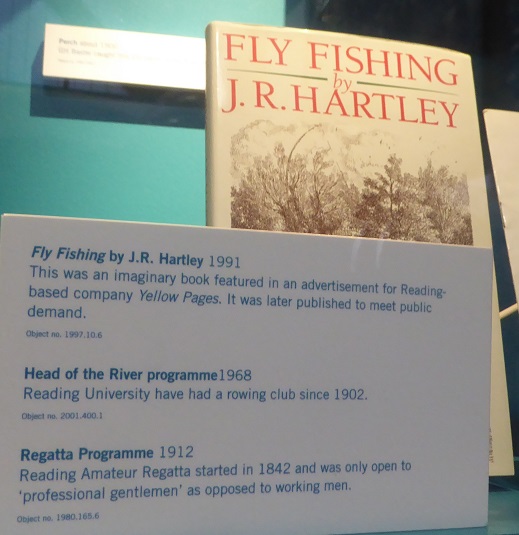 Perch about 1900
FLY FISHING
by
J. R. HARTLEY
Fly Fishing by J.R. Hartley 1991
This was an imaginary book featured in an advertisement for Reading-
based company Yellow Pages. It was later published to meet public
demand.
Object no. 1997.10.6
Head of the River programme1968
Reading University have had a rowing club since 1902.
Object no. 2001.400.1
Regatta Programme 1912
Reading Amateur Regatta started in 1842 and was only open to
'professional gentlemen' as opposed to working men.
Object no. 1980.165.6